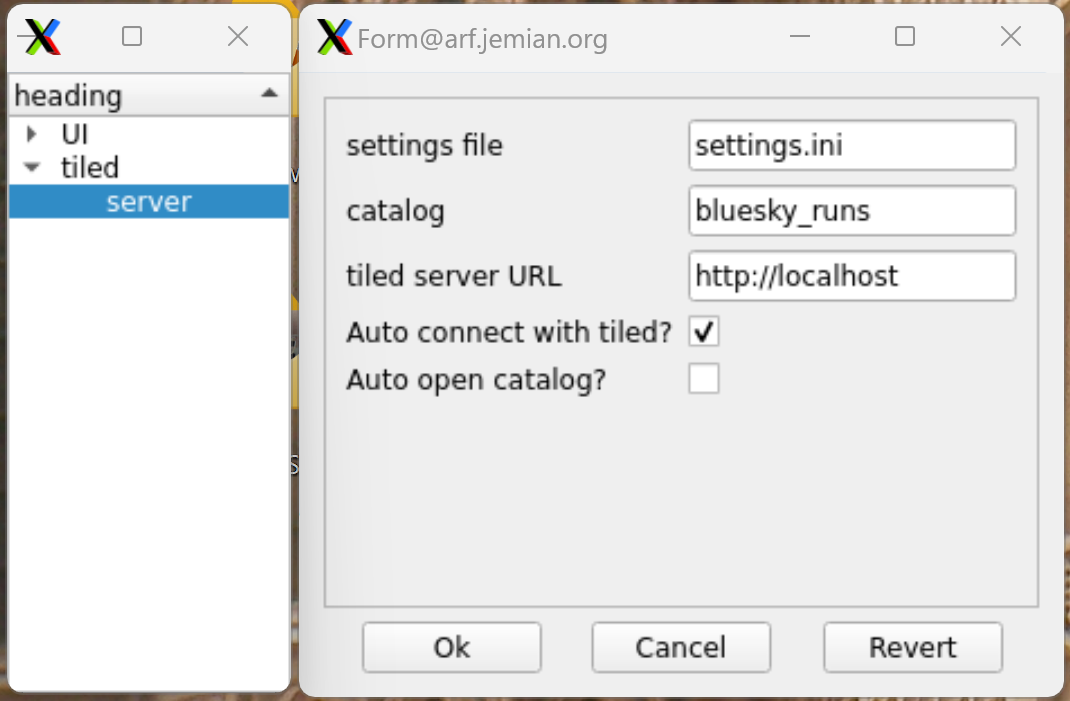 heading
UI
tiled
server
Form@arf.jemian.org
settings file settings.ini
catalog bluesky_runs
tiled server URL http://localhost
Auto connect with tiled?
Auto open catalog?
Ok Cancel Revert